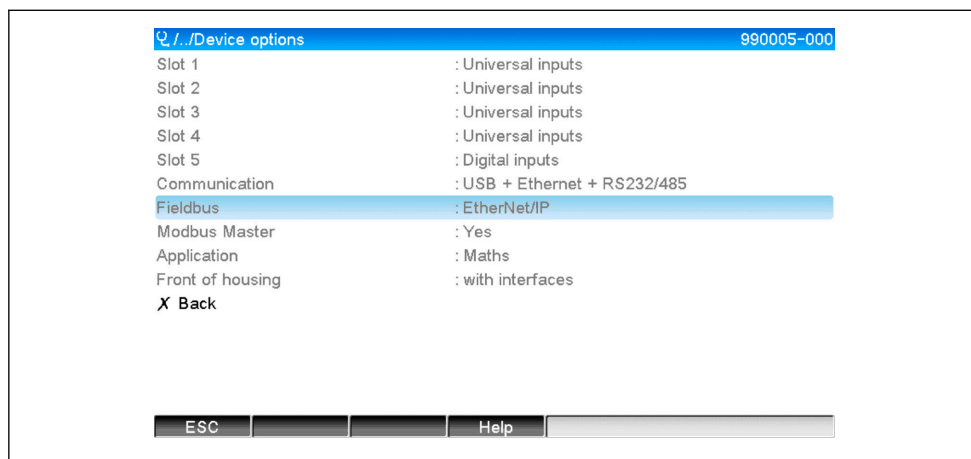 /../Device options 990005-000
Slot 1 : Universal inputs
Slot 2 : Universal inputs
Slot 3 : Universal inputs
Slot 4 : Universal inputs
Slot 5 : Digital inputs
Communication : USB + Ethernet + RS232/485
Fieldbus : EtherNet/IP
Modbus Master : Yes
Application : Maths
Front of housing : with interfaces
X Back
ESC Help